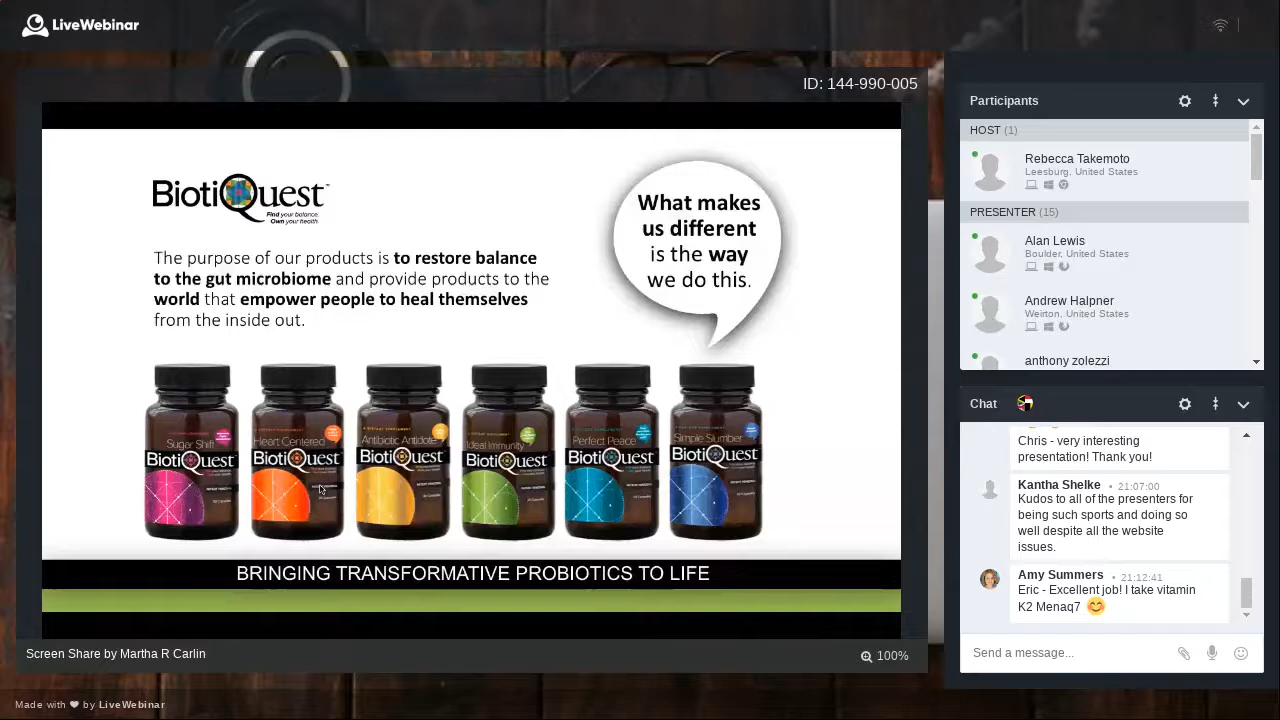 LiveWebinar
ID: 144-990-005
BiotiQuest™
Find your balance.
Own your health.
What makes
us different
is the way
we do this.
The purpose of our products is to restore balance
to the gut microbiome and provide products to the
world that empower people to heal themselves
from the inside out.
Sugar Shift
BiotiQuest
Heart Centered
BiotiQuest
Antibiotic Antidote
BiotiQuest
Ideal Immunity
BiotiQuest
Perfect Peace
BiotiQuest
Simple Slumber
BiotiQuest
BRINGING TRANSFORMATIVE PROBIOTICS TO LIFE
Screen Share by Martha R Carlin
100%
Made with ❤ by LiveWebinar
Participants
HOST (1)
Rebecca Takemoto
Leesburg, United States
PRESENTER (15)
Alan Lewis
Boulder, United States
Andrew Halpner
Weirton, United States
anthony zolezzi
Chat
Chris - very interesting
presentation! Thank you!
Kantha Shelke • 21:07:00
Kudos to all of the presenters for
being such sports and doing so
well despite all the website
issues.
Amy Summers • 21:12:41
Eric - Excellent job! I take vitamin
K2 Menaq7 😊
Send a message...